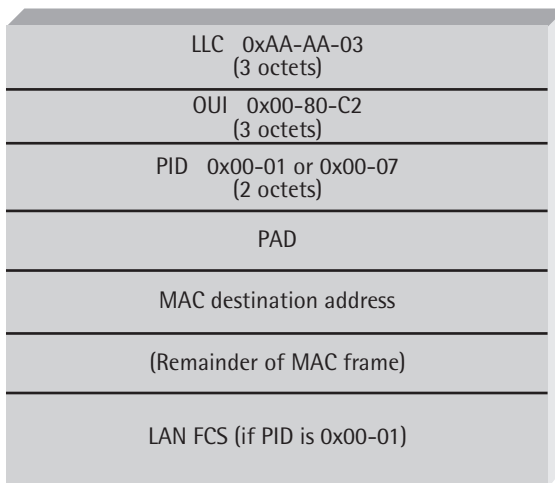 LLC 0xAA-AA-03
(3 octets)
OUI 0x00-80-C2
(3 octets)
PID 0x00-01 or 0x00-07
(2 octets)
PAD
MAC destination address
(Remainder of MAC frame)
LAN FCS (if PID is 0x00-01)